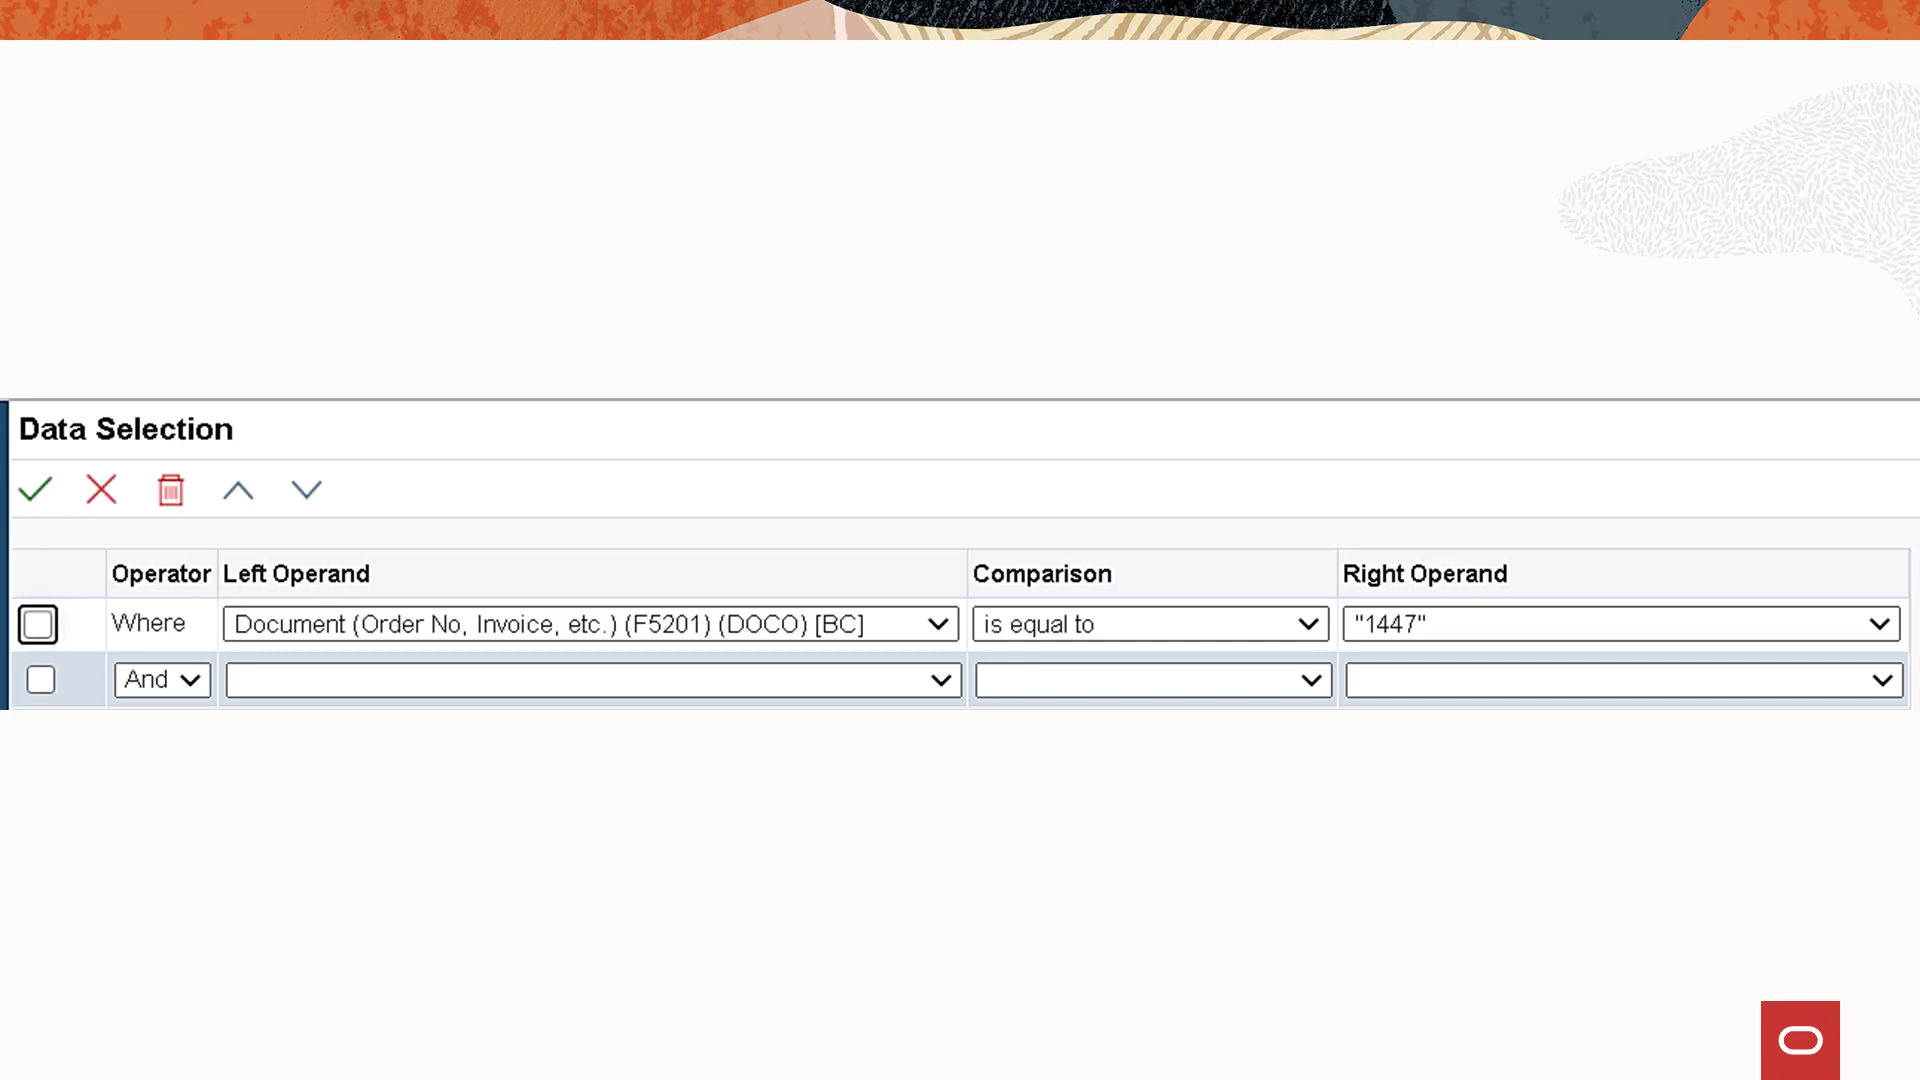 Data Selection
Operator Left Operand Comparison Right Operand
Where Document (Order No, Invoice, etc.) (F5201) (DOCO) [BC] is equal to "1447"
And